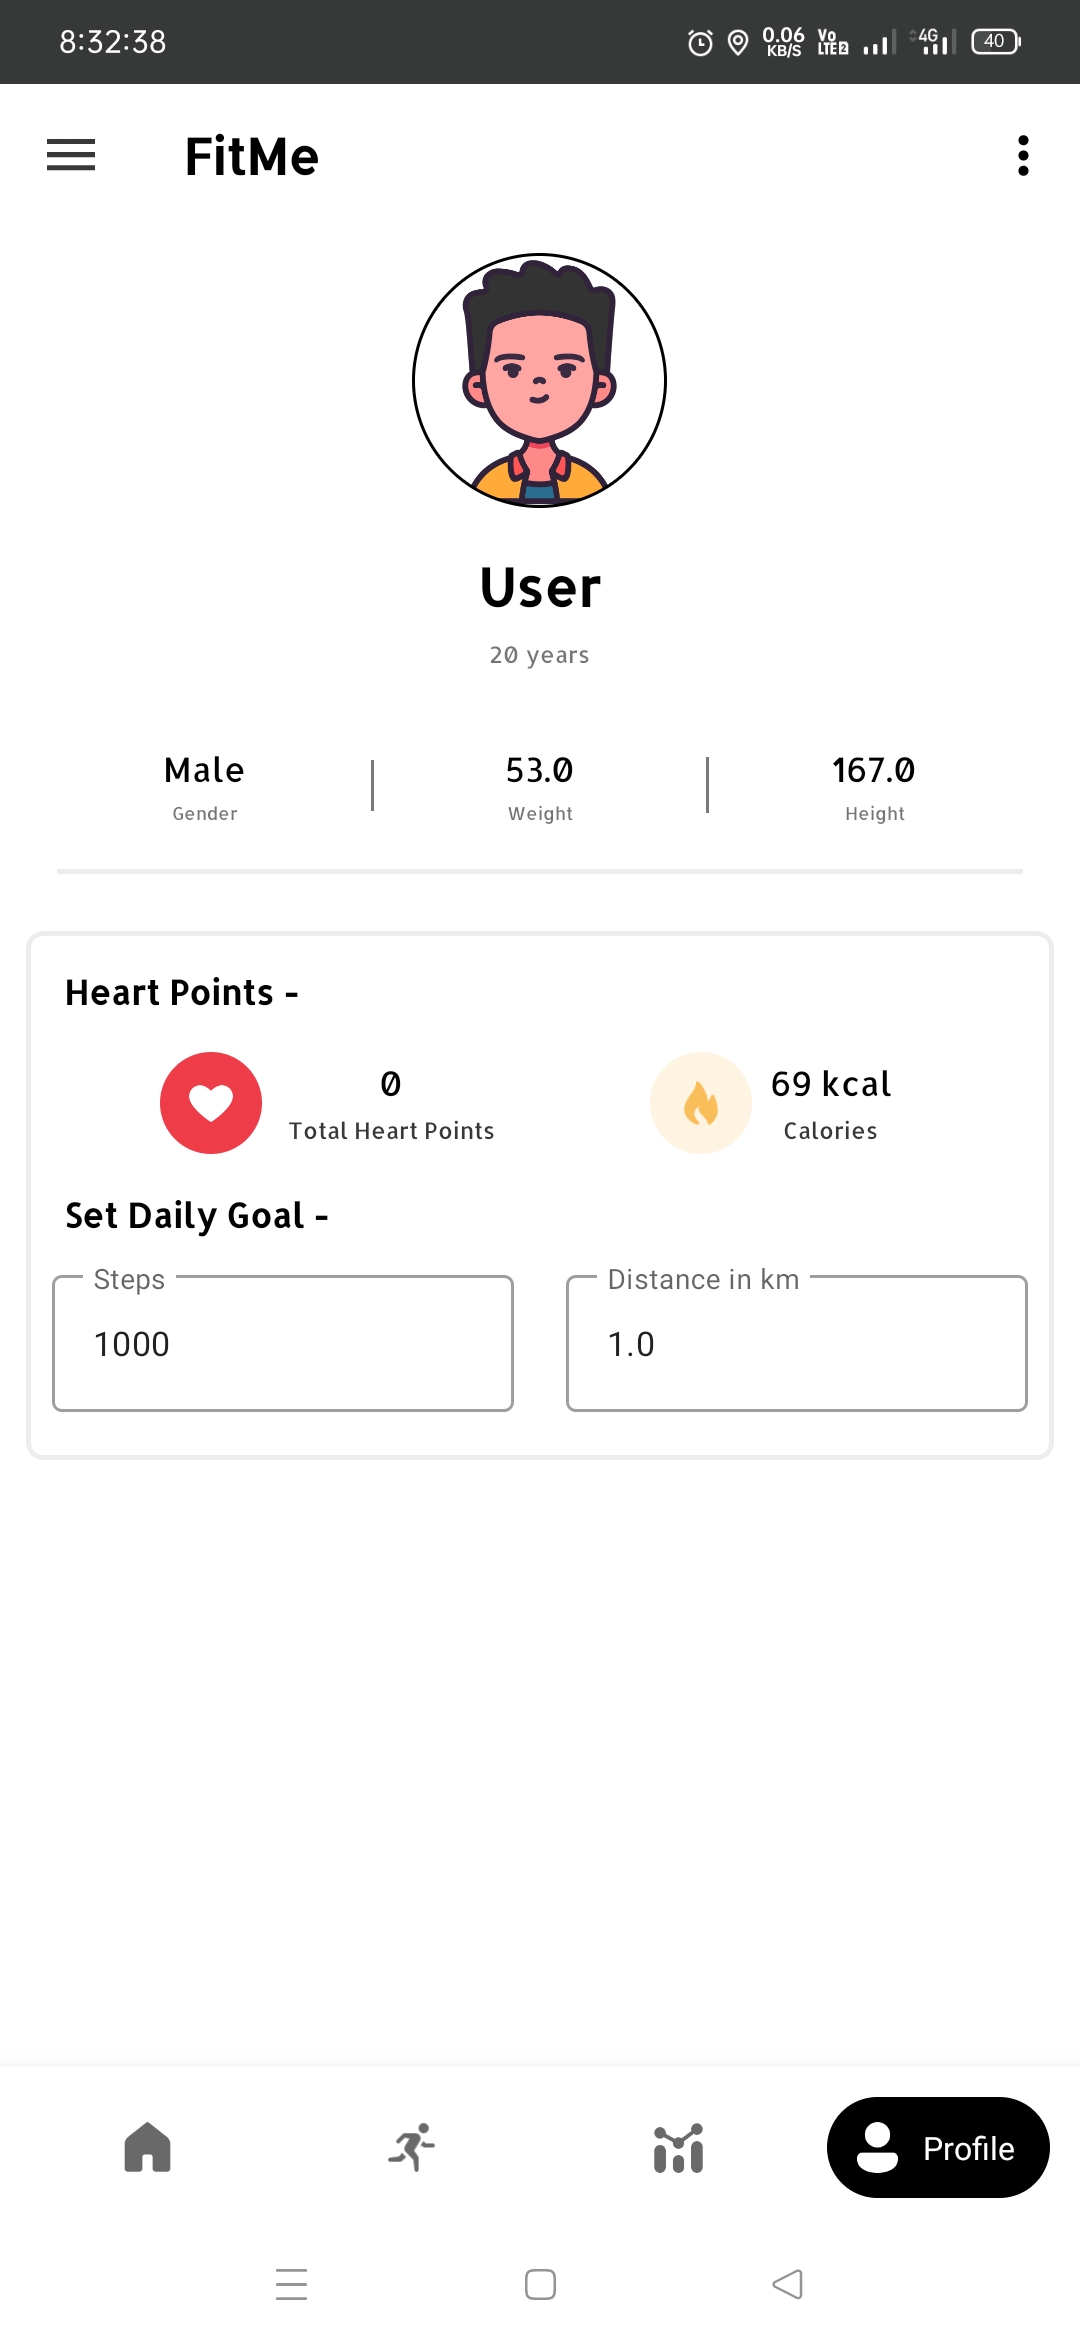 8:32:38
0.06 KB/S Vo LTE 2 4G 40
FitMe
User
20 years
Male 53.0 167.0
Gender Weight Height
Heart Points -
0 69 kcal
Total Heart Points Calories
Set Daily Goal -
Steps Distance in km
1000 1.0
Profile